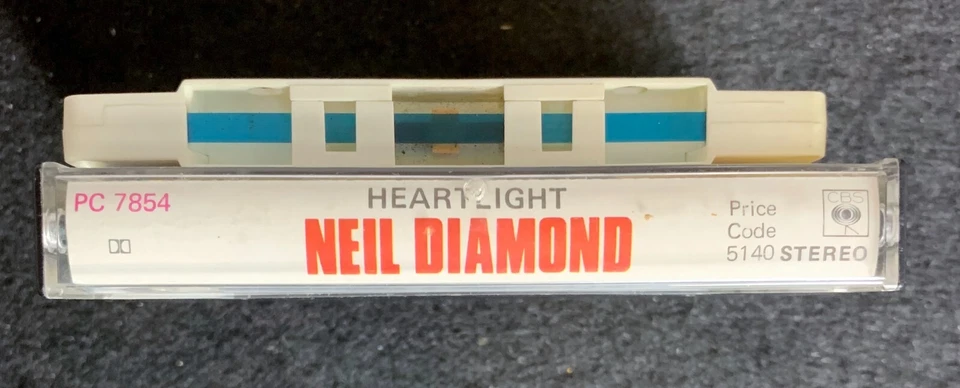 PC 7854
HEARTLIGHT
NEIL DIAMOND
Price
Code
5140 STEREO
CBS